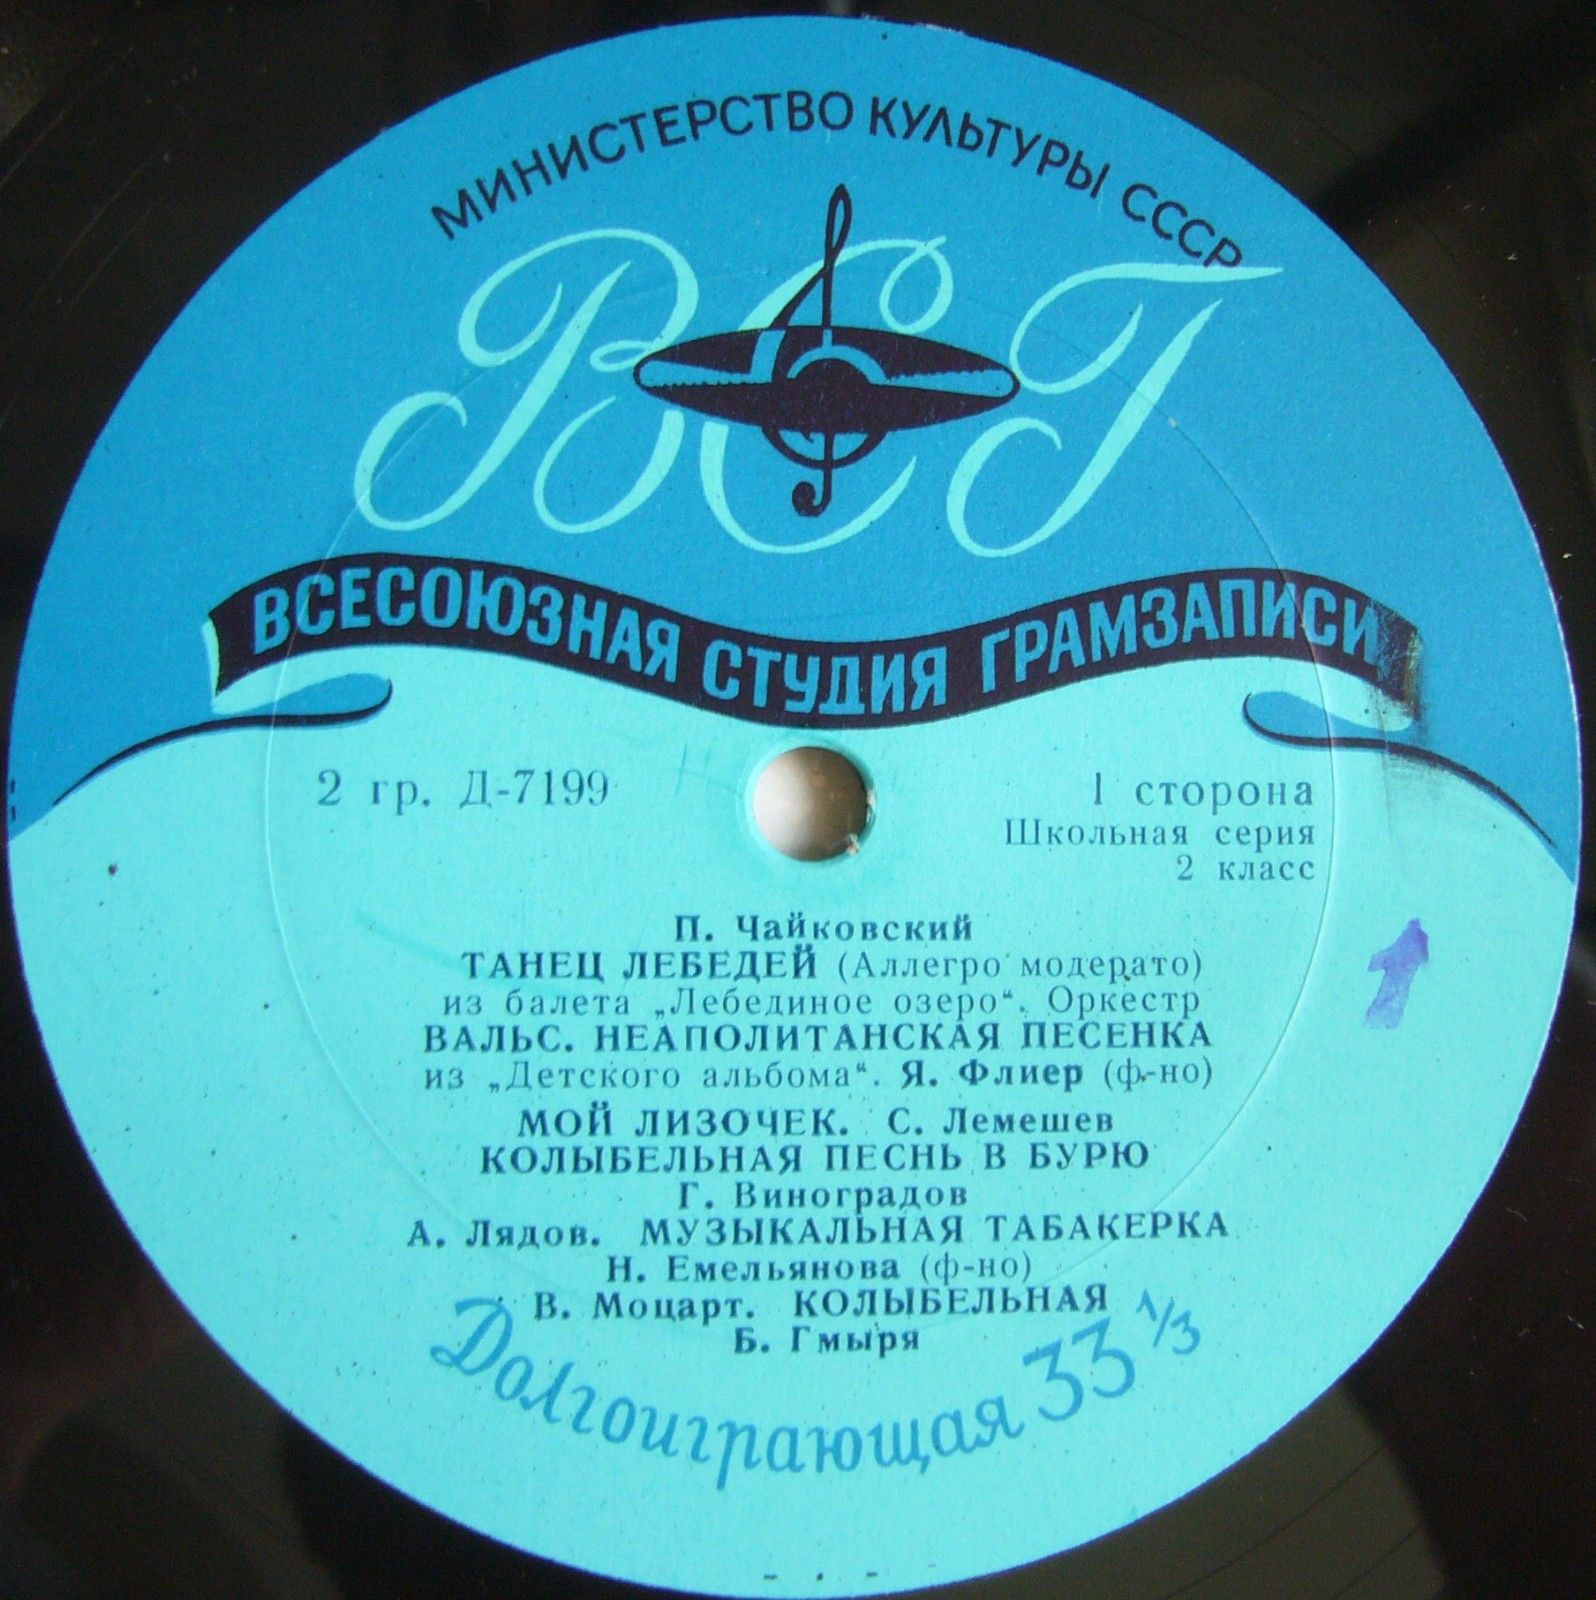 МИНИСТЕРСТВО КУЛЬТУРЫ СССР
ВСГ
ВСЕСОЮЗНАЯ СТУДИЯ ГРАМЗАПИСИ
2 гр. Д-7199
1 сторона
Школьная серия
2 класс
П. Чайковский
ТАНЕЦ ЛЕБЕДЕЙ (Аллегро модерато)
из балета „Лебединое озеро“. Оркестр
ВАЛЬС. НЕАПОЛИТАНСКАЯ ПЕСЕНКА
из „Детского альбома“. Я. Флиер (ф-но)
МОЙ ЛИЗОЧЕК. С. Лемешев
КОЛЫБЕЛЬНАЯ ПЕСНЬ В БУРЮ
Г. Виноградов
А. Лядов. МУЗЫКАЛЬНАЯ ТАБАКЕРКА
Н. Емельянова (ф-но)
В. Моцарт. КОЛЫБЕЛЬНАЯ
Б. Гмыря
Долгоиграющая 33 1/3
1